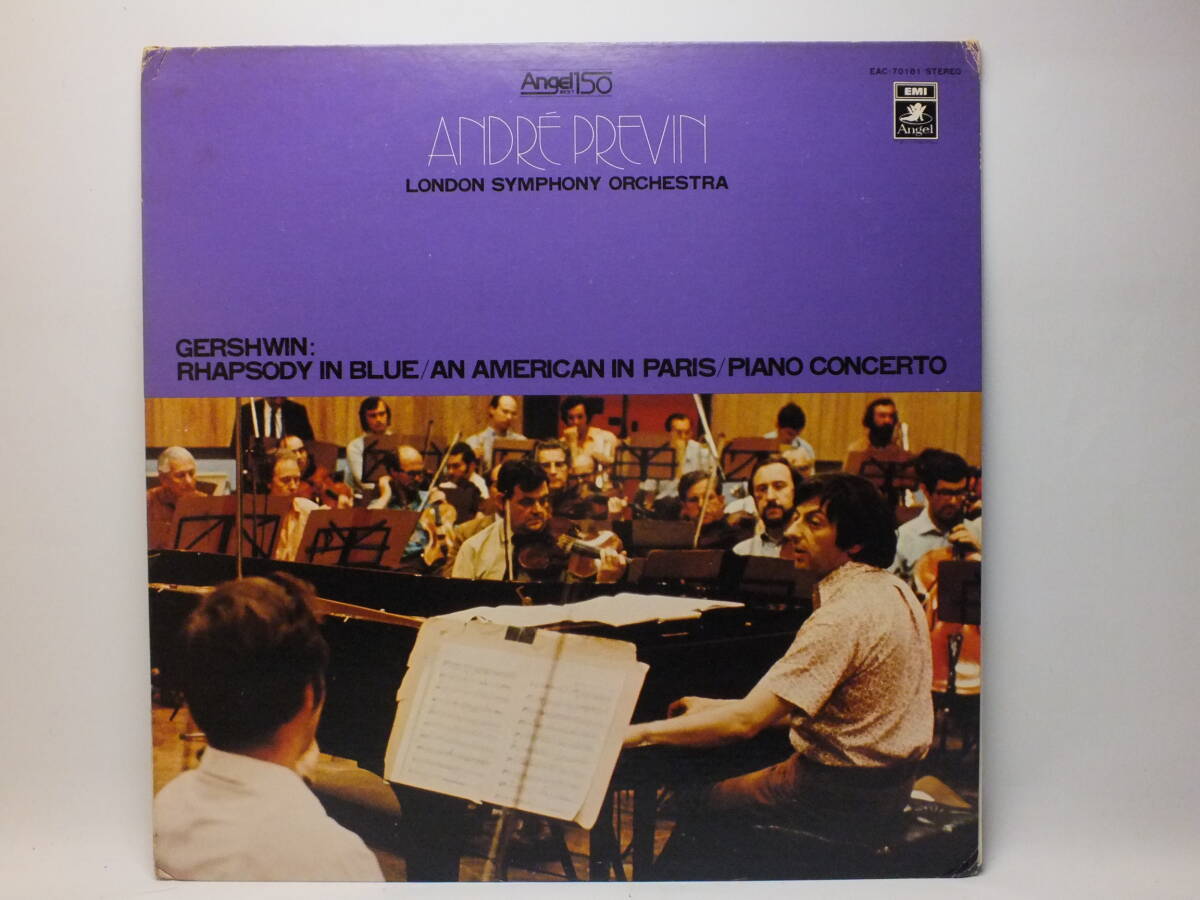 EAC-70181 STEREO
Angel BEST 150
EMI
Angel
ANDRÉ PREVIN
LONDON SYMPHONY ORCHESTRA
GERSHWIN:
RHAPSODY IN BLUE/AN AMERICAN IN PARIS/PIANO CONCERTO